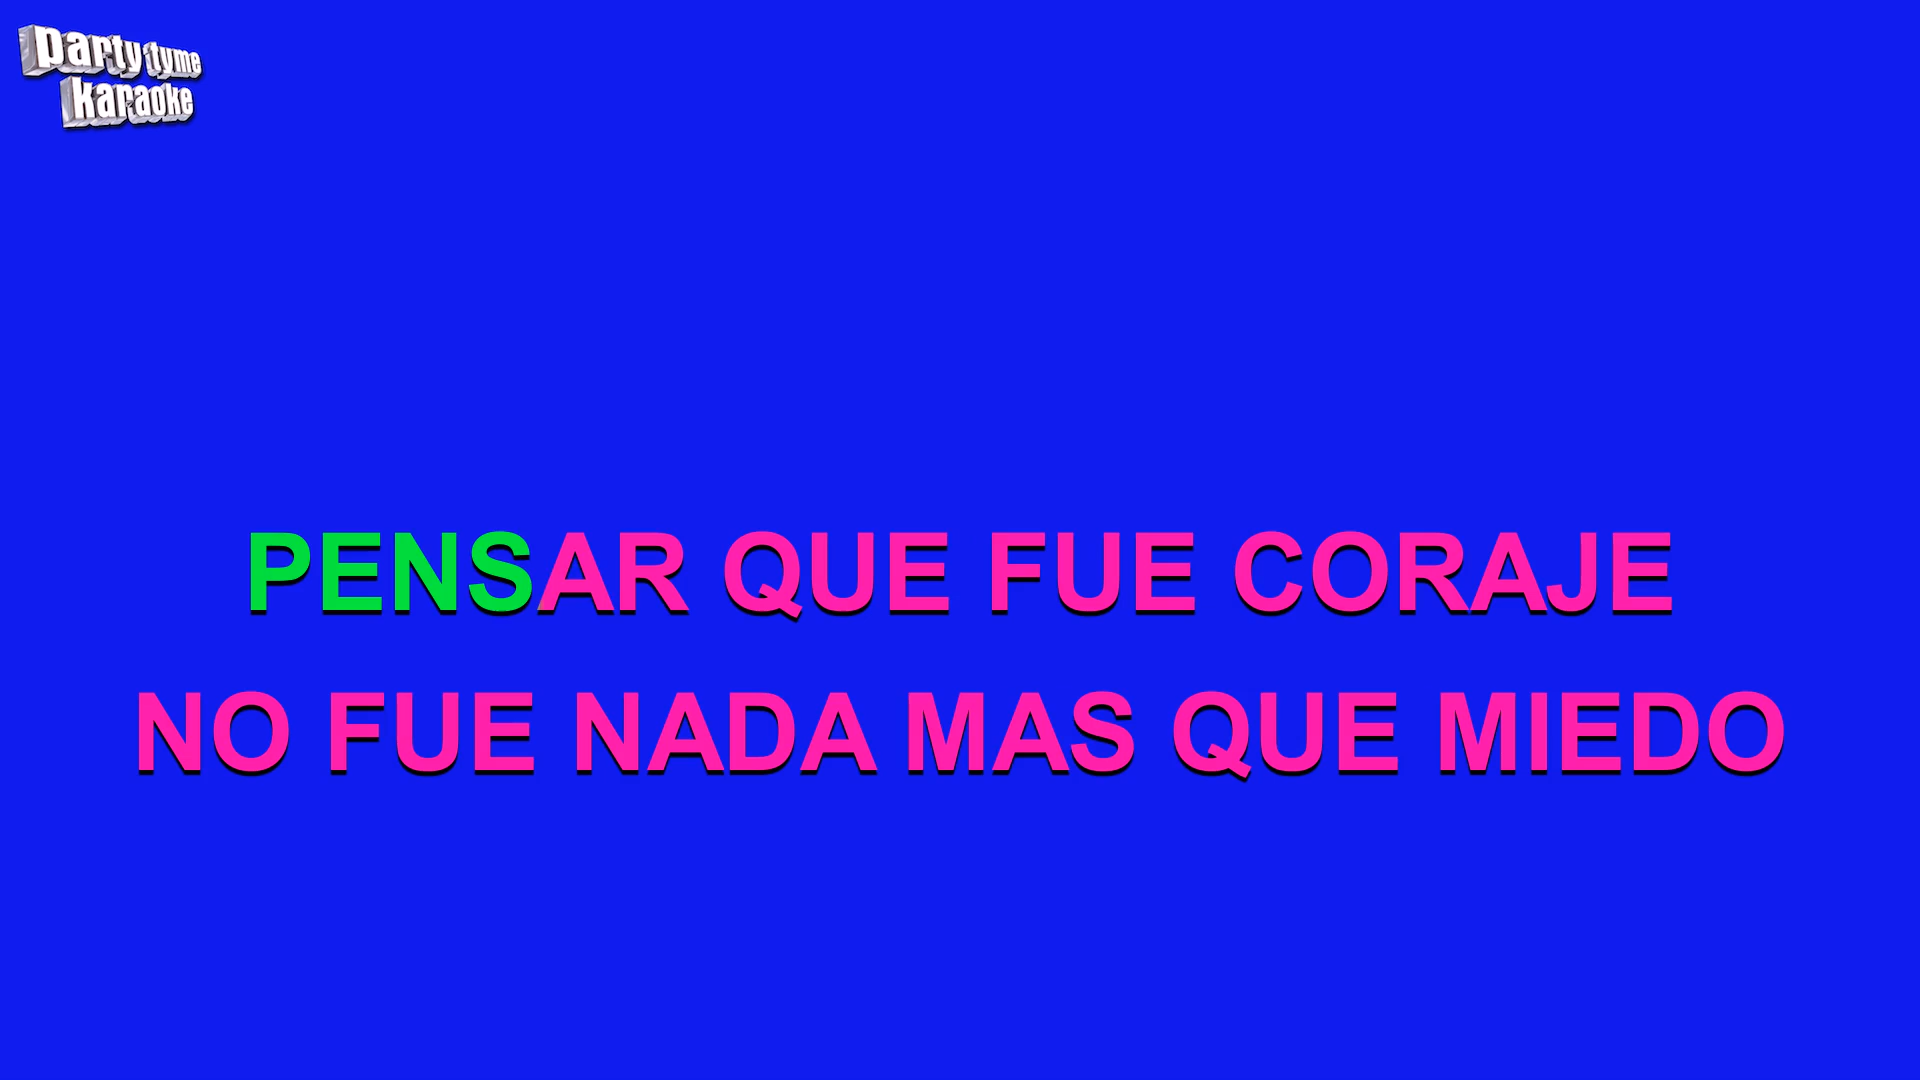 party tyme
karaoke
PENSAR QUE FUE CORAJE
NO FUE NADA MAS QUE MIEDO